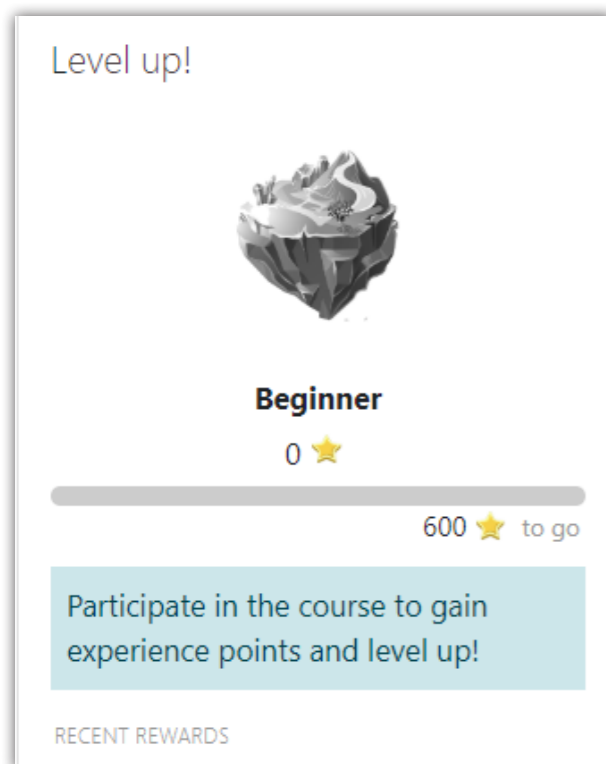 Level up!
Beginner
0
600 to go
Participate in the course to gain
experience points and level up!
RECENT REWARDS